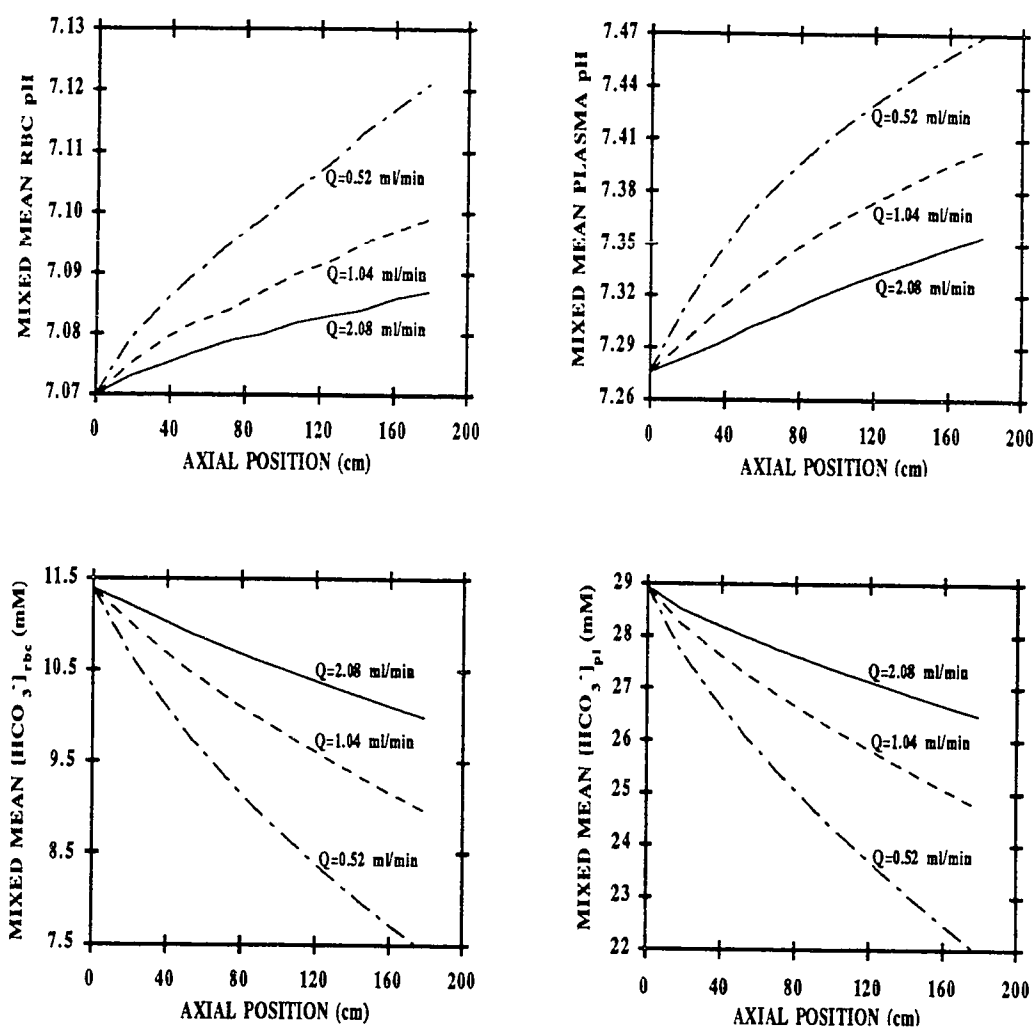 MIXED MEAN RBC pH
7.13
7.12
7.11
7.10
7.09
7.08
7.07
Q=0.52 ml/min
Q=1.04 ml/min
Q=2.08 ml/min
0 40 80 120 160 200
AXIAL POSITION (cm)
MIXED MEAN PLASMA pH
7.47
7.44
7.41
7.38
7.35
7.32
7.29
7.26
Q=0.52 ml/min
Q=1.04 ml/min
Q=2.08 ml/min
0 40 80 120 160 200
AXIAL POSITION (cm)
MIXED MEAN [HCO3-]rbc (mM)
11.5
10.5
9.5
8.5
7.5
Q=2.08 ml/min
Q=1.04 ml/min
Q=0.52 ml/min
0 40 80 120 160 200
AXIAL POSITION (cm)
MIXED MEAN [HCO3-]pl (mM)
29
28
27
26
25
24
23
22
Q=2.08 ml/min
Q=1.04 ml/min
Q=0.52 ml/min
0 40 80 120 160 200
AXIAL POSITION (cm)